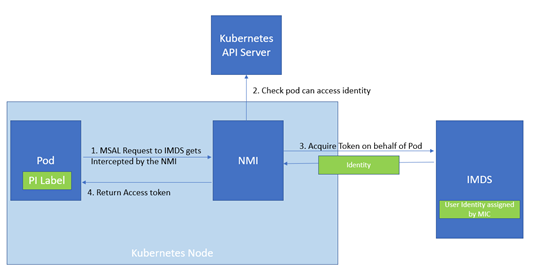 Kubernetes
API Server
2. Check pod can access identity
1. MSAL Request to IMDS gets
Intercepted by the NMI
3. Acquire Token on behalf of Pod
Pod
NMI
Identity
PI Label
IMDS
4. Return Access token
User Identity assigned
by MIC
Kubernetes Node